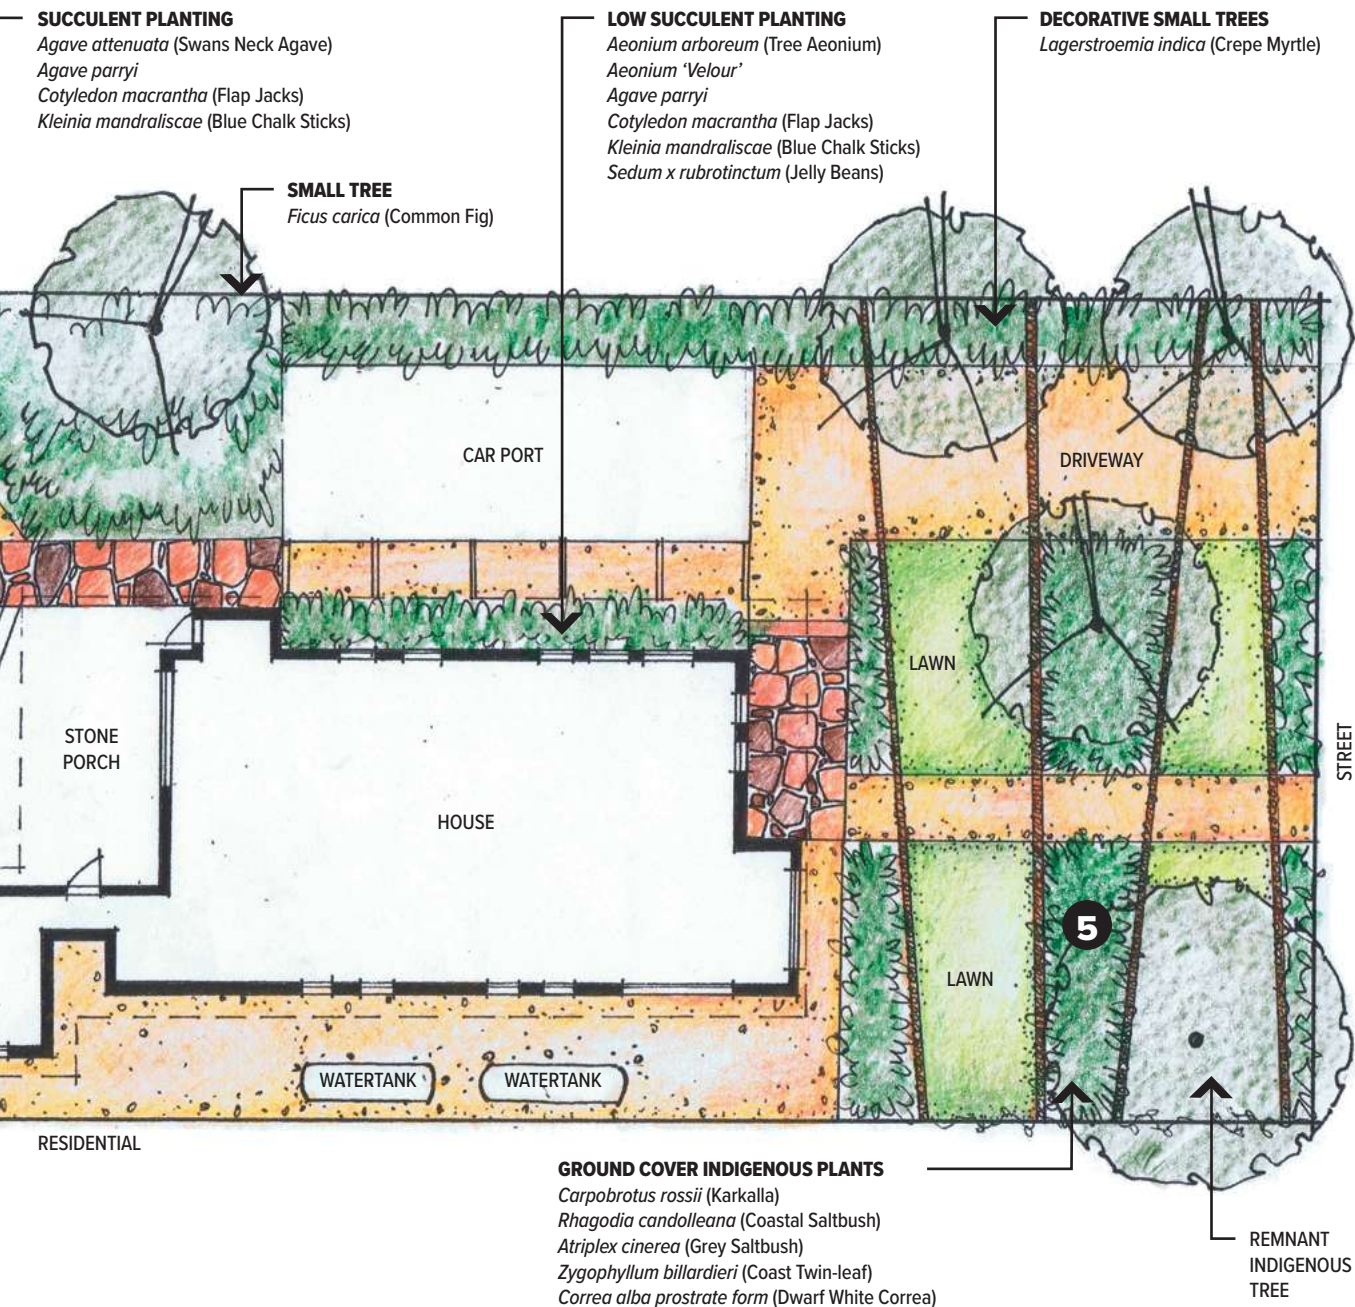 SUCCULENT PLANTING
Agave attenuata (Swans Neck Agave)
Agave parryi
Cotyledon macrantha (Flap Jacks)
Kleinia mandraliscae (Blue Chalk Sticks)
LOW SUCCULENT PLANTING
Aeonium arboreum (Tree Aeonium)
Aeonium ‘Velour’
Agave parryi
Cotyledon macrantha (Flap Jacks)
Kleinia mandraliscae (Blue Chalk Sticks)
Sedum x rubrotinctum (Jelly Beans)
DECORATIVE SMALL TREES
Lagerstroemia indica (Crepe Myrtle)
SMALL TREE
Ficus carica (Common Fig)
CAR PORT
DRIVEWAY
LAWN
STONE
PORCH
STREET
HOUSE
5
LAWN
WATERTANK
WATERTANK
RESIDENTIAL
GROUND COVER INDIGENOUS PLANTS
Carpobrotus rossii (Karkalla)
Rhagodia candolleana (Coastal Saltbush)
Atriplex cinerea (Grey Saltbush)
Zygophyllum billardieri (Coast Twin-leaf)
Correa alba prostrate form (Dwarf White Correa)
REMNANT
INDIGENOUS
TREE